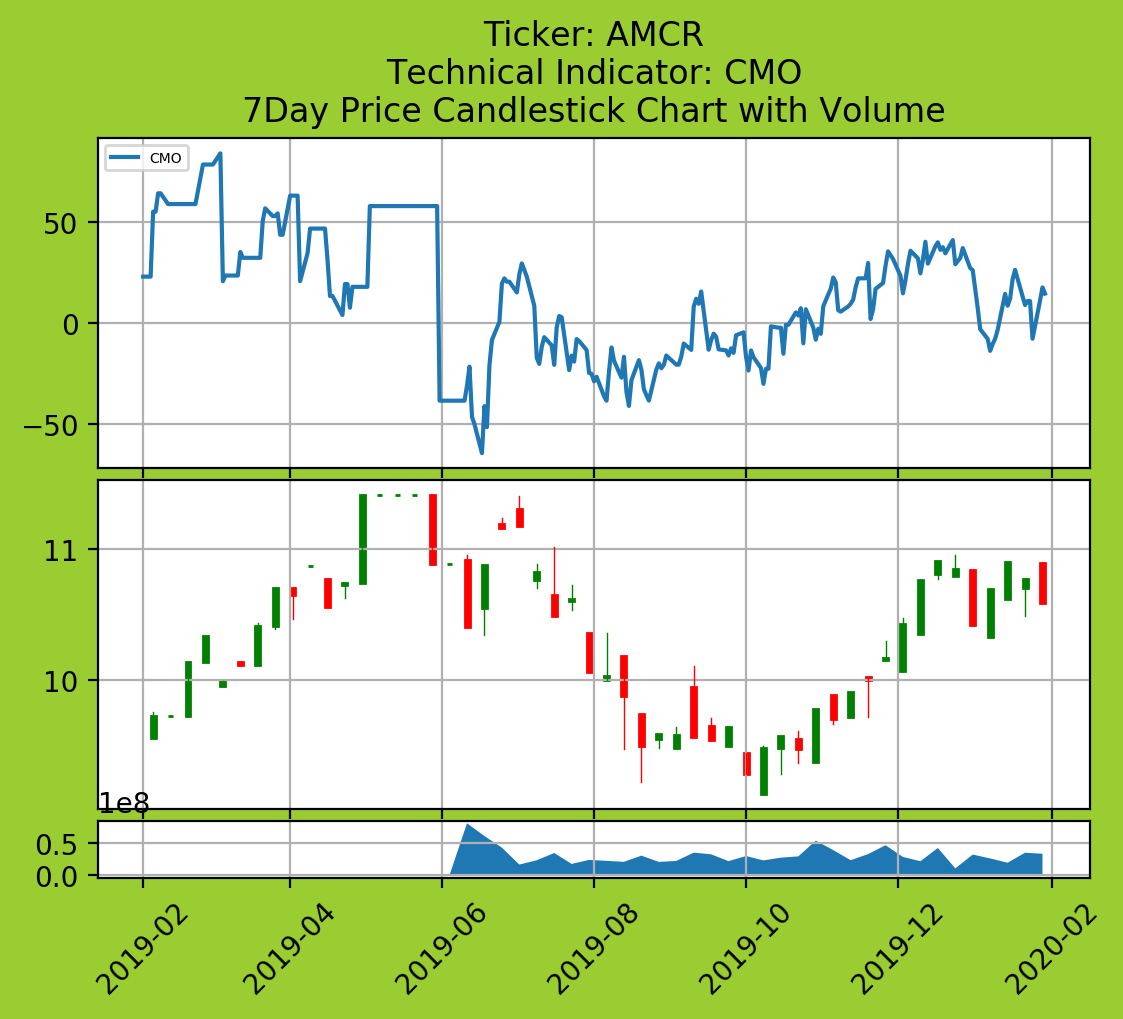 Ticker: AMCR
Technical Indicator: CMO
7Day Price Candlestick Chart with Volume
CMO
50
0
−50
11
10
1e8
0.5
0.0
2019-02
2019-04
2019-06
2019-08
2019-10
2019-12
2020-02